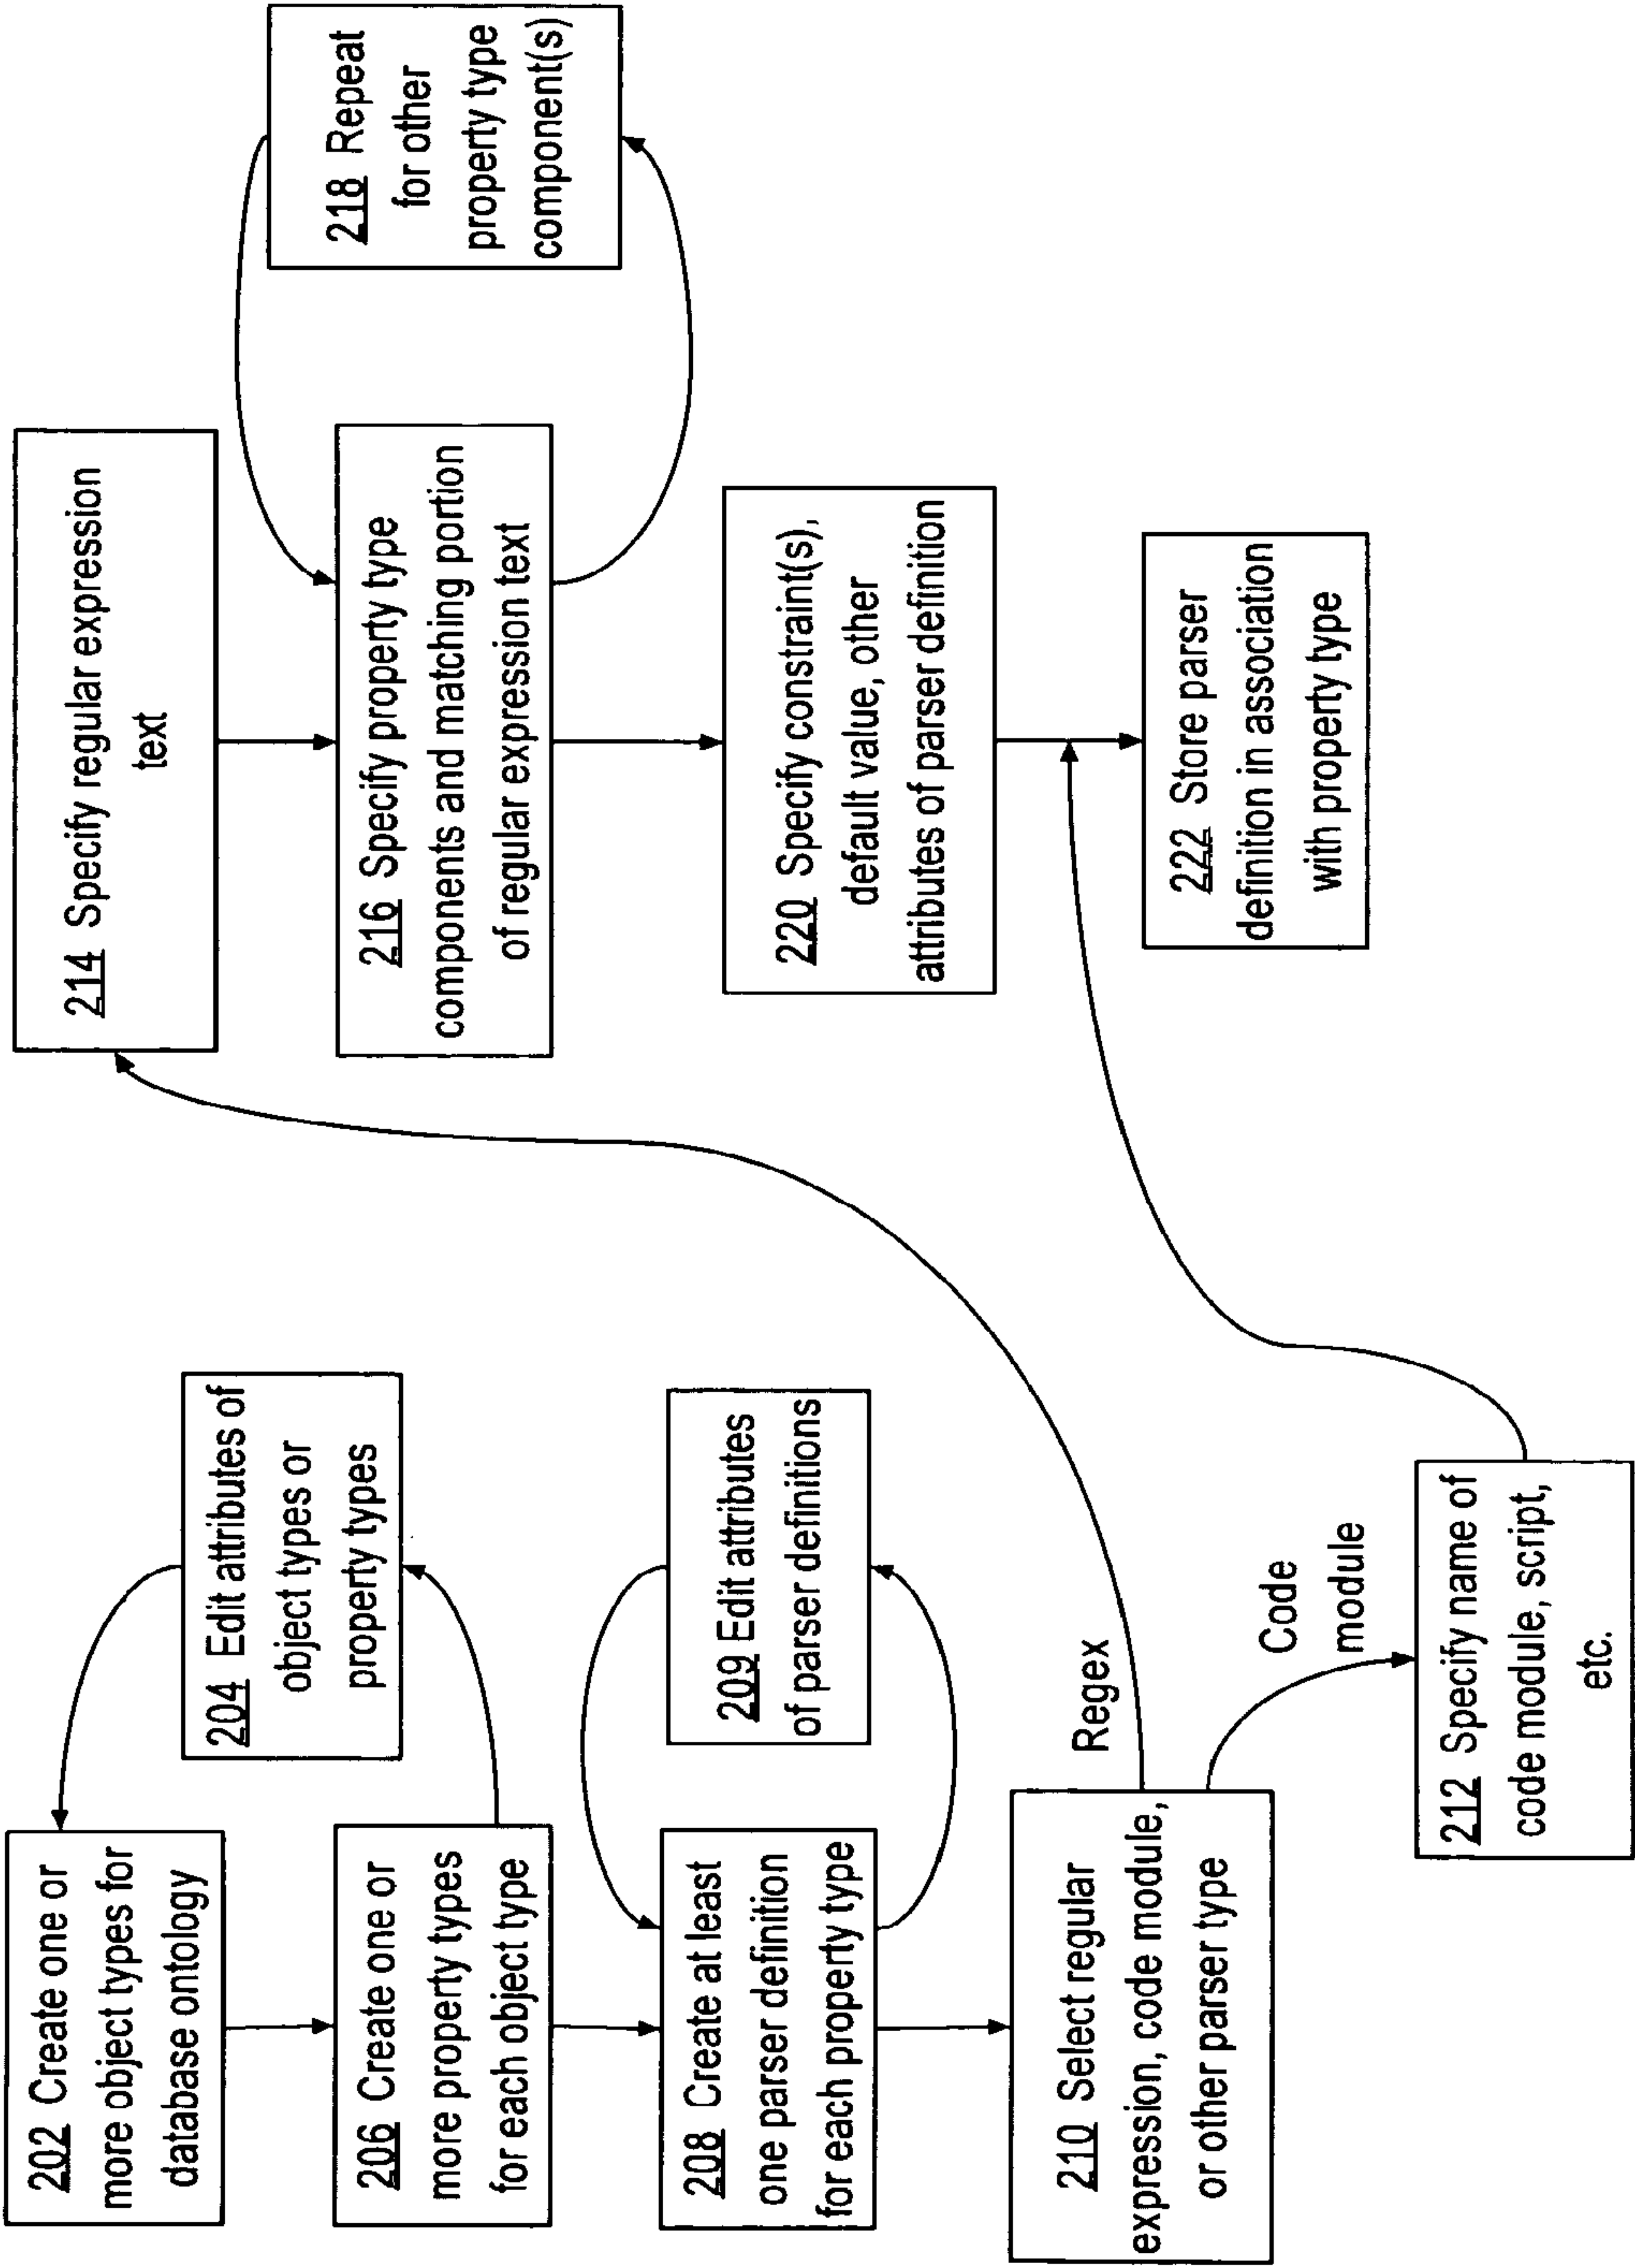 202 Create one or
more object types for
database ontology
204 Edit attributes of
object types or
property types
206 Create one or
more property types
for each object type
208 Create at least
one parser definition
for each property type
209 Edit attributes
of parser definitions
210 Select regular
expression, code module,
or other parser type
Regex
Code
module
212 Specify name of
code module, script,
etc.
214 Specify regular expression
text
216 Specify property type
components and matching portion
of regular expression text
218 Repeat
for other
property type
component(s)
220 Specify constraint(s),
default value, other
attributes of parser definition
222 Store parser
definition in association
with property type